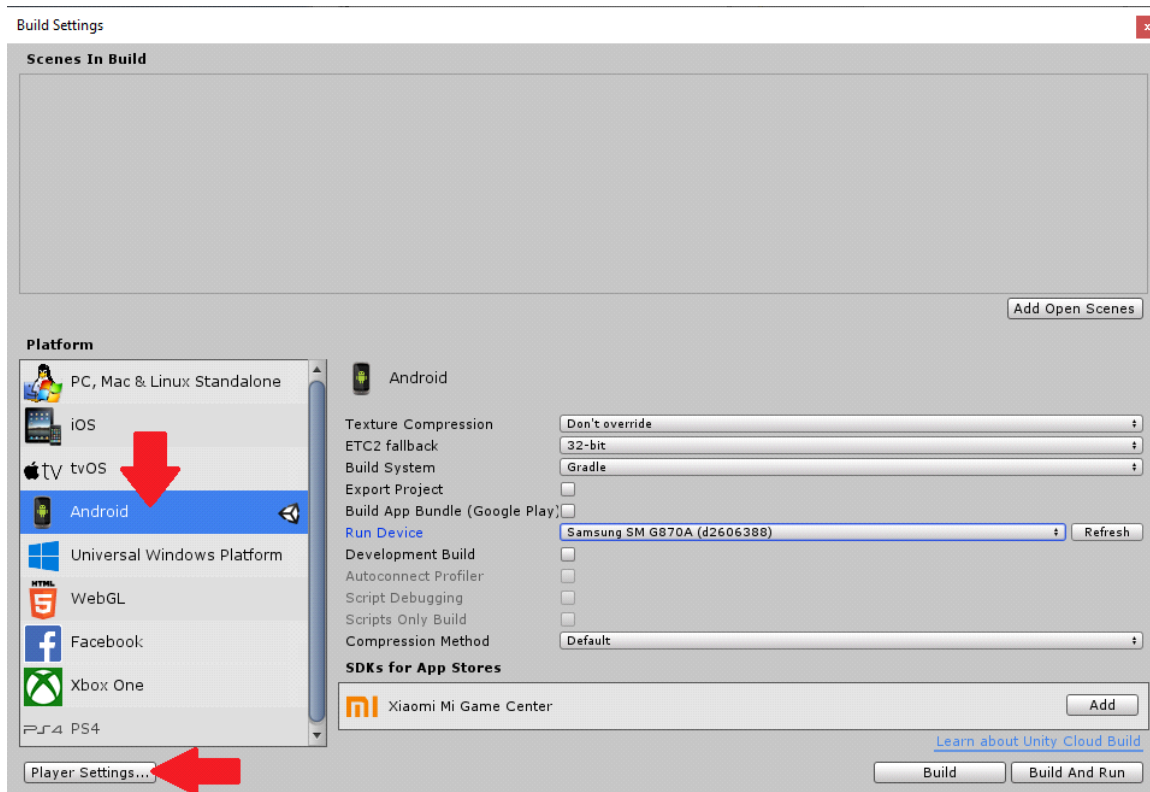 Build Settings
x
Scenes In Build
Add Open Scenes
Platform
PC, Mac & Linux Standalone
iOS
tv tvOS
Android
Universal Windows Platform
HTML
5
WebGL
f
Facebook
Xbox One
PS4 PS4
Player Settings...
Android
Texture Compression Don't override
ETC2 fallback 32-bit
Build System Gradle
Export Project
Build App Bundle (Google Play)
Run Device Samsung SM G870A (d2606388) Refresh
Development Build
Autoconnect Profiler
Script Debugging
Scripts Only Build
Compression Method Default
SDKs for App Stores
mi Xiaomi Mi Game Center Add
Learn about Unity Cloud Build
Build Build And Run